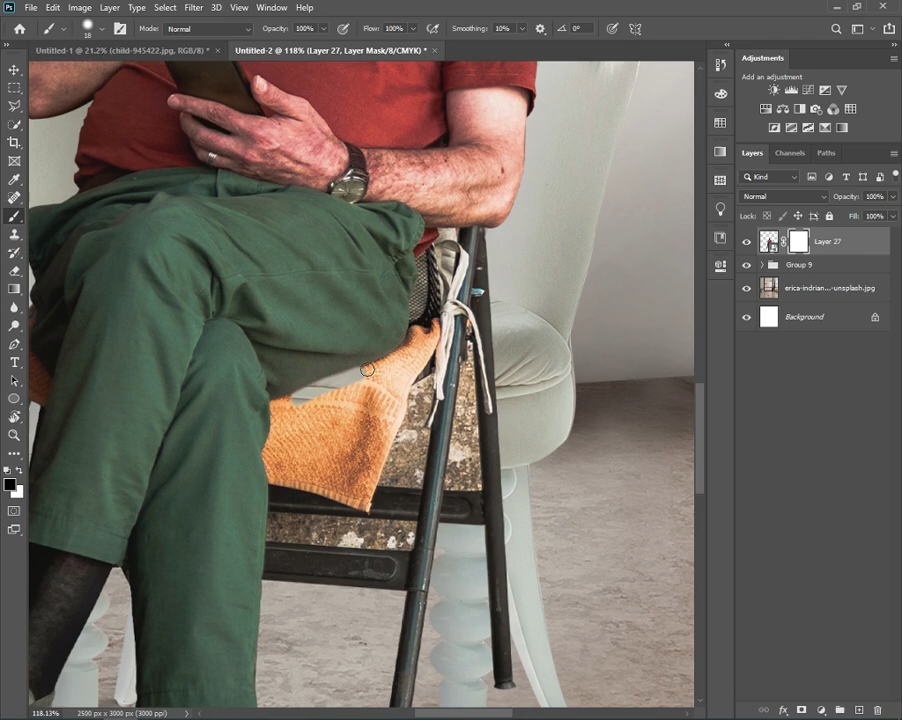 Ps File Edit Image Layer Type Select Filter 3D View Window Help
18 Mode: Normal Opacity: 100% Flow: 100% Smoothing: 10% 0°
Untitled-1 @ 21.2% (child-945422.jpg, RGB/8) * × Untitled-2 @ 118% (Layer 27, Layer Mask/8/CMYK) * ×
Adjustments
Add an adjustment
Layers Channels Paths
Kind
Normal Opacity: 100%
Lock: Fill: 100%
Layer 27
Group 9
erica-indrian...-unsplash.jpg
Background
118.13% 2500 px x 3000 px (3000 ppi)